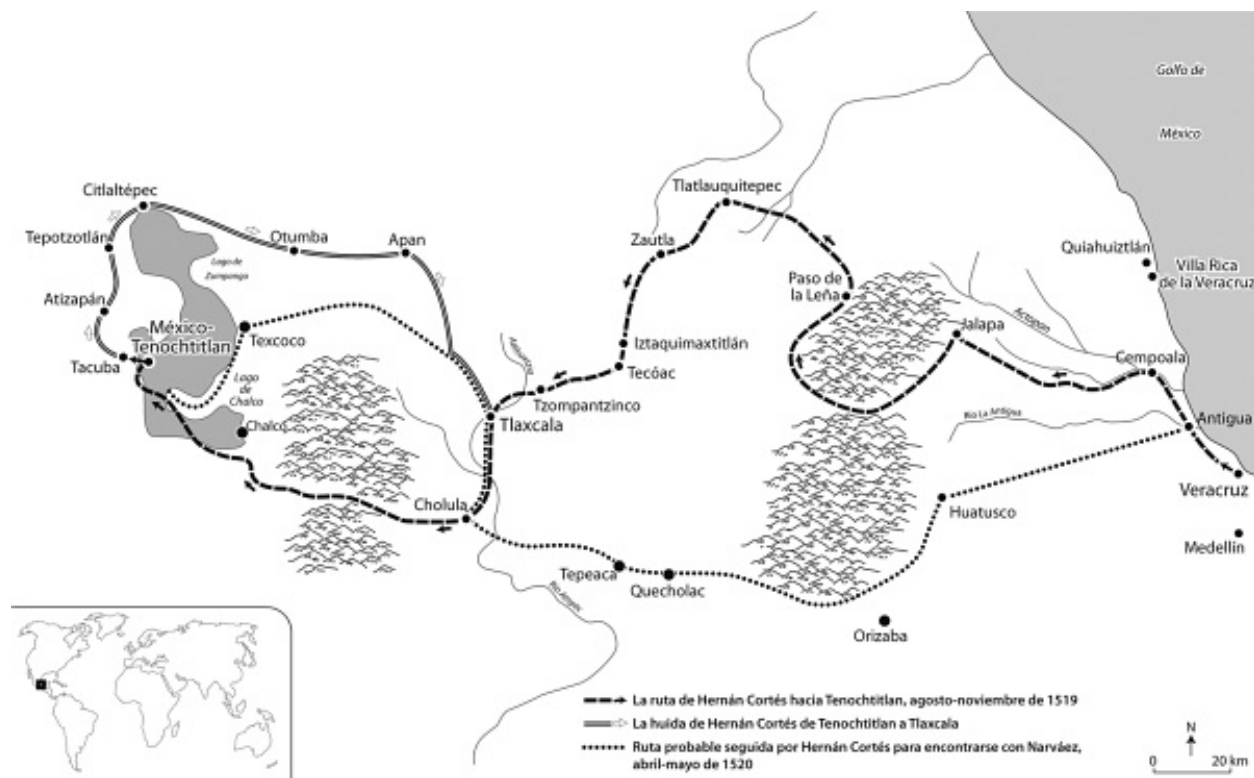 Golfo de
México
Citlaltépec
Tlatlauquitepec
Tepotzotlán
Otumba
Apan
Zautla
Quiahuiztlán
Lago de
Zumpango
Villa Rica
de la Veracruz
Paso de
la Leña
Atizapán
México-
Tenochtitlan
Texcoco
Actopan
Jalapa
Iztaquimaxtitlán
Tacuba
Cempoala
Tecóac
Lago
de
Chalco
Tzompantzinco
Chalco
Tlaxcala
Río La Antigua
Antigua
Cholula
Veracruz
Huatusco
Medellín
Tepeaca
Quecholac
Río Atoyac
Orizaba
La ruta de Hernán Cortés hacia Tenochtitlan, agosto-noviembre de 1519
La huida de Hernán Cortés de Tenochtitlan a Tlaxcala
Ruta probable seguida por Hernán Cortés para encontrarse con Narváez,
abril-mayo de 1520
N
0 20 km